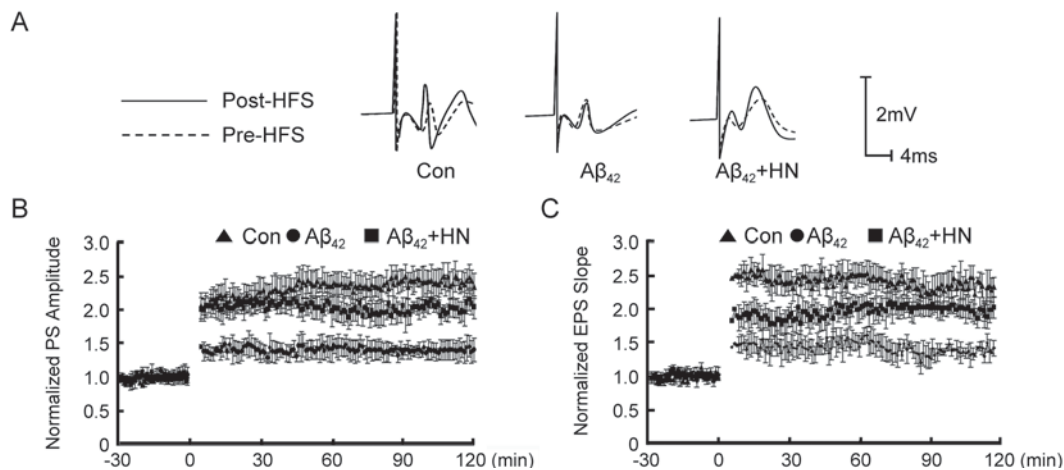 A
Post-HFS
Pre-HFS
Con
Aβ₄₂
Aβ₄₂+HN
2mV
4ms
B
Con Aβ₄₂ Aβ₄₂+HN
Normalized PS Amplitude
3.0
2.5
2.0
1.5
1.0
0.5
0
-30 0 30 60 90 120 (min)
C
Con Aβ₄₂ Aβ₄₂+HN
Normalized EPS Slope
3.0
2.5
2.0
1.5
1.0
0.5
0
-30 0 30 60 90 120 (min)